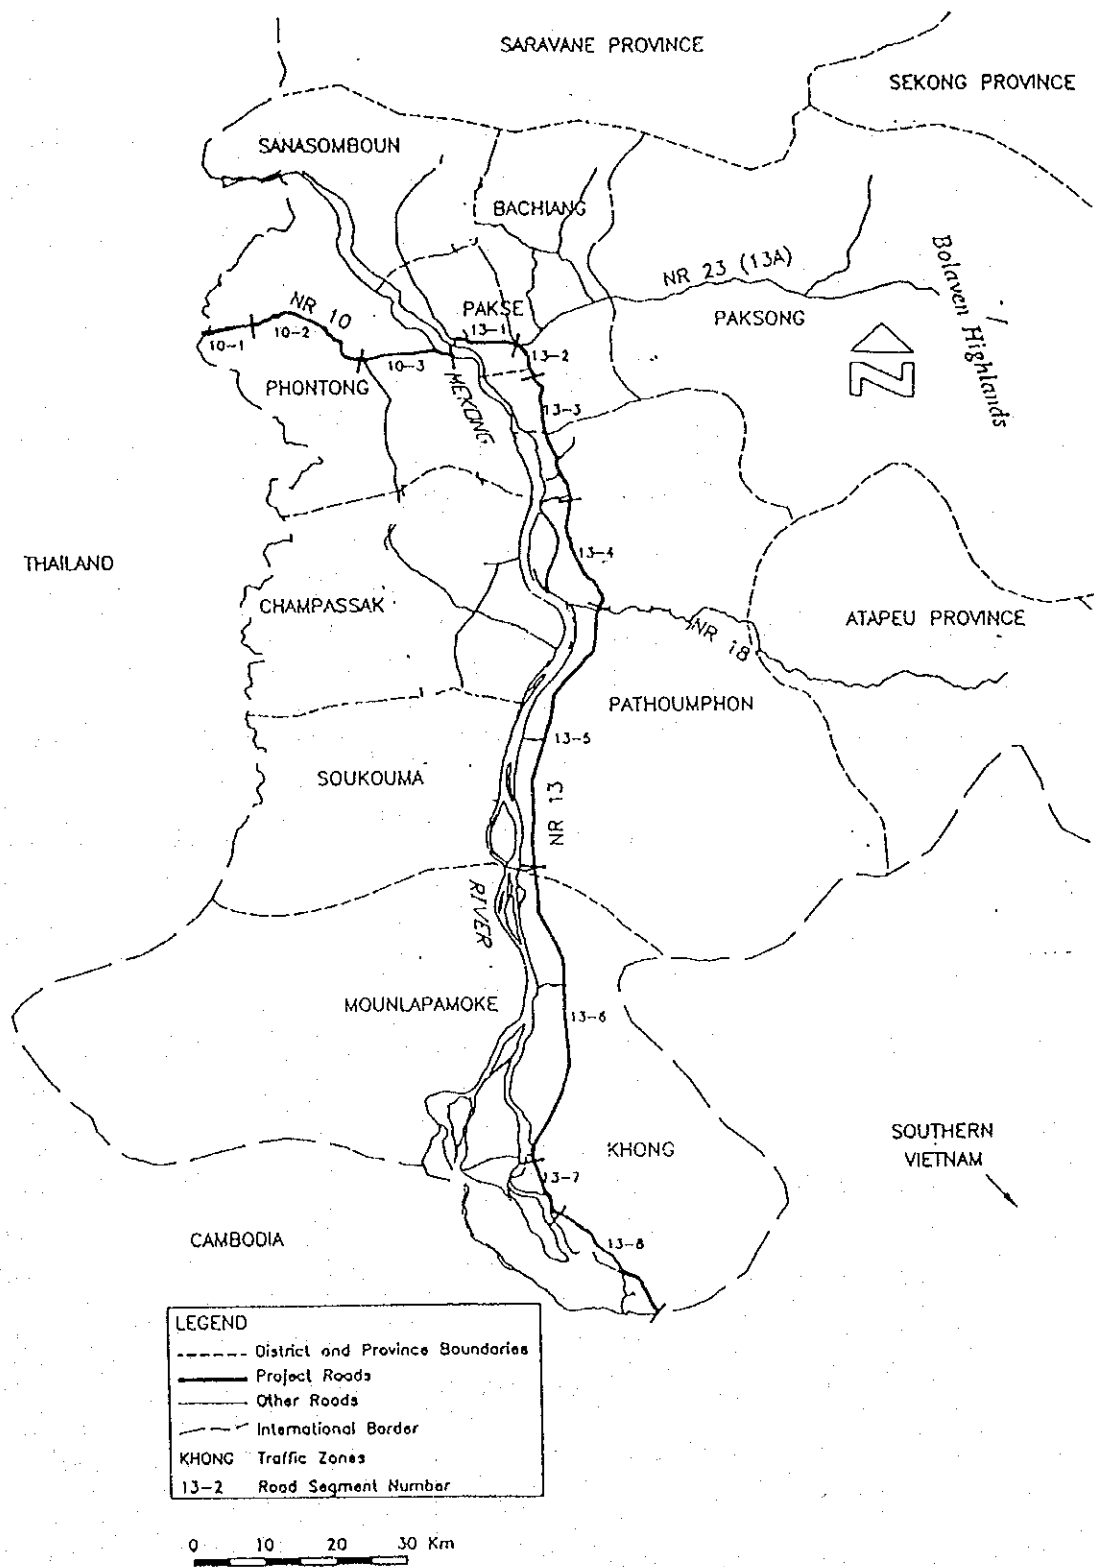 SARAVANE PROVINCE
SEKONG PROVINCE
SANASOMBOUN
BACHIANG
NR 23 (13A)
Bolaven Highlands
NR 10
PAKSE
PAKSONG
10-1
10-2
10-3
13-1
13-2
N
PHONTONG
MEKONG
13-3
THAILAND
13-4
CHAMPASSAK
NR 18
ATAPEU PROVINCE
PATHOUMPHON
13-5
SOUKOUMA
NR 13
RIVER
MOUNLAPAMOKE
13-6
KHONG
SOUTHERN
VIETNAM
13-7
CAMBODIA
13-8
LEGEND
District and Province Boundaries
Project Roads
Other Roads
International Border
KHONG Traffic Zones
13-2 Road Segment Number
0 10 20 30 Km